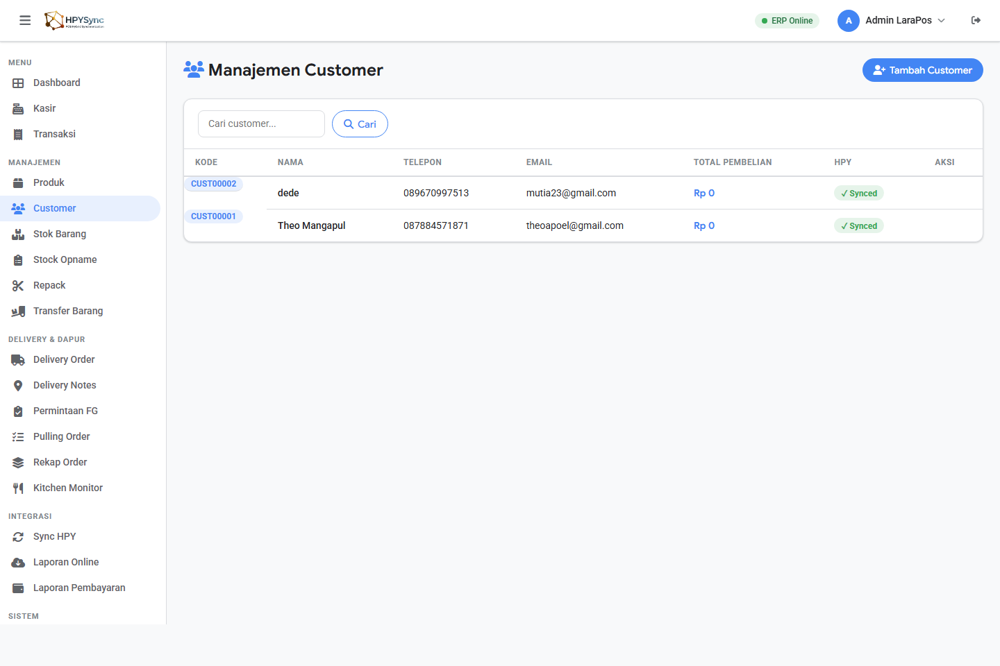 HPYSync
ERP Online
A
Admin LaraPos
MENU
Dashboard
Kasir
Transaksi
MANAJEMEN
Produk
Customer
Stok Barang
Stock Opname
Repack
Transfer Barang
DELIVERY & DAPUR
Delivery Order
Delivery Notes
Permintaan FG
Pulling Order
Rekap Order
Kitchen Monitor
INTEGRASI
Sync HPY
Laporan Online
Laporan Pembayaran
SISTEM
Manajemen Customer
Tambah Customer
Cari customer...
Cari
KODE NAMA TELEPON EMAIL TOTAL PEMBELIAN HPY AKSI
CUST00002 dede 089670997513 mutia23@gmail.com Rp 0 ✓ Synced
CUST00001 Theo Mangapul 087884571871 theoapoel@gmail.com Rp 0 ✓ Synced